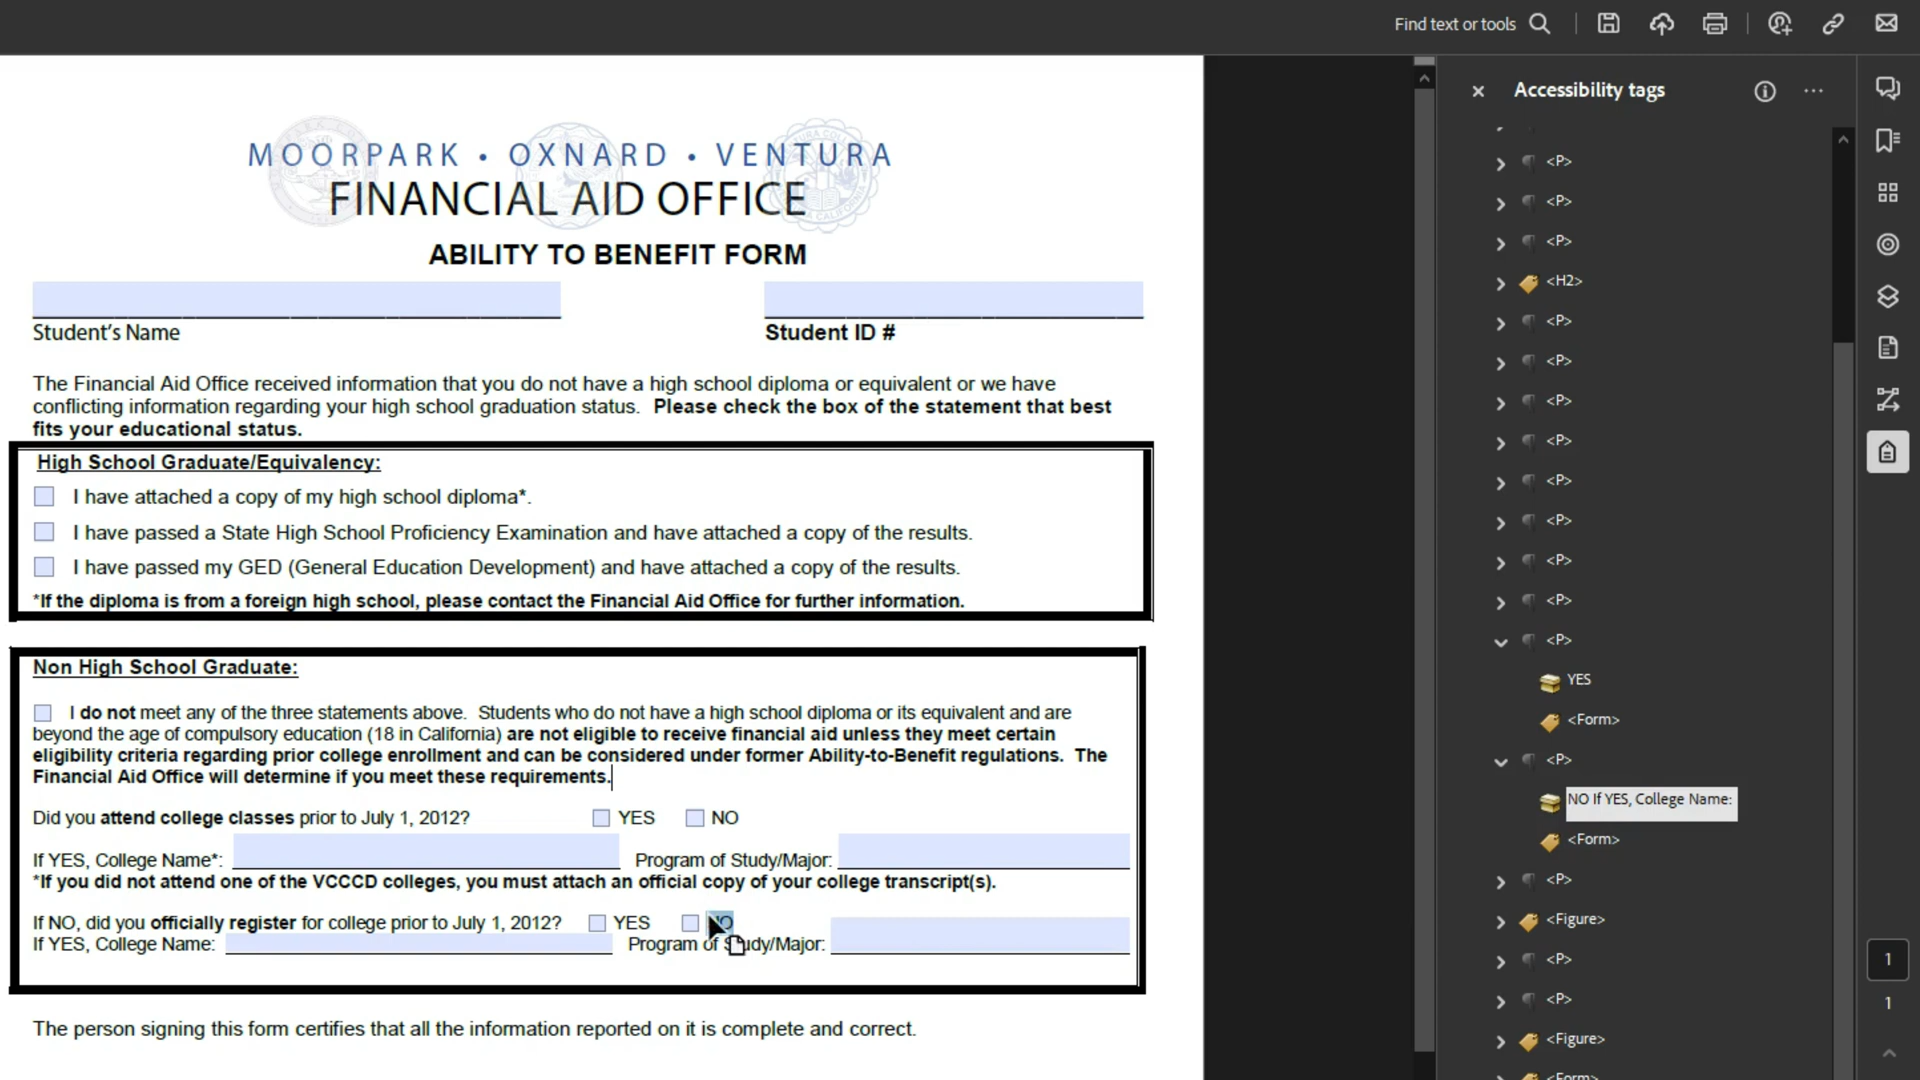 Find text or tools
MOORPARK • OXNARD • VENTURA
FINANCIAL AID OFFICE
ABILITY TO BENEFIT FORM
Student's Name
Student ID #
The Financial Aid Office received information that you do not have a high school diploma or equivalent or we have
conflicting information regarding your high school graduation status. Please check the box of the statement that best
fits your educational status.
High School Graduate/Equivalency:
I have attached a copy of my high school diploma*.
I have passed a State High School Proficiency Examination and have attached a copy of the results.
I have passed my GED (General Education Development) and have attached a copy of the results.
*If the diploma is from a foreign high school, please contact the Financial Aid Office for further information.
Non High School Graduate:
I do not meet any of the three statements above. Students who do not have a high school diploma or its equivalent and are
beyond the age of compulsory education (18 in California) are not eligible to receive financial aid unless they meet certain
eligibility criteria regarding prior college enrollment and can be considered under former Ability-to-Benefit regulations. The
Financial Aid Office will determine if you meet these requirements.
Did you attend college classes prior to July 1, 2012? YES NO
If YES, College Name*: Program of Study/Major:
*If you did not attend one of the VCCCD colleges, you must attach an official copy of your college transcript(s).
If NO, did you officially register for college prior to July 1, 2012? YES NO
If YES, College Name: Program of Study/Major:
The person signing this form certifies that all the information reported on it is complete and correct.
Accessibility tags
<P>
<P>
<P>
<H2>
<P>
<P>
<P>
<P>
<P>
<P>
<P>
<P>
<P>
YES
<Form>
<P>
NO If YES, College Name:
<Form>
<P>
<Figure>
<P>
<P>
<Figure>
<Form>
1
1